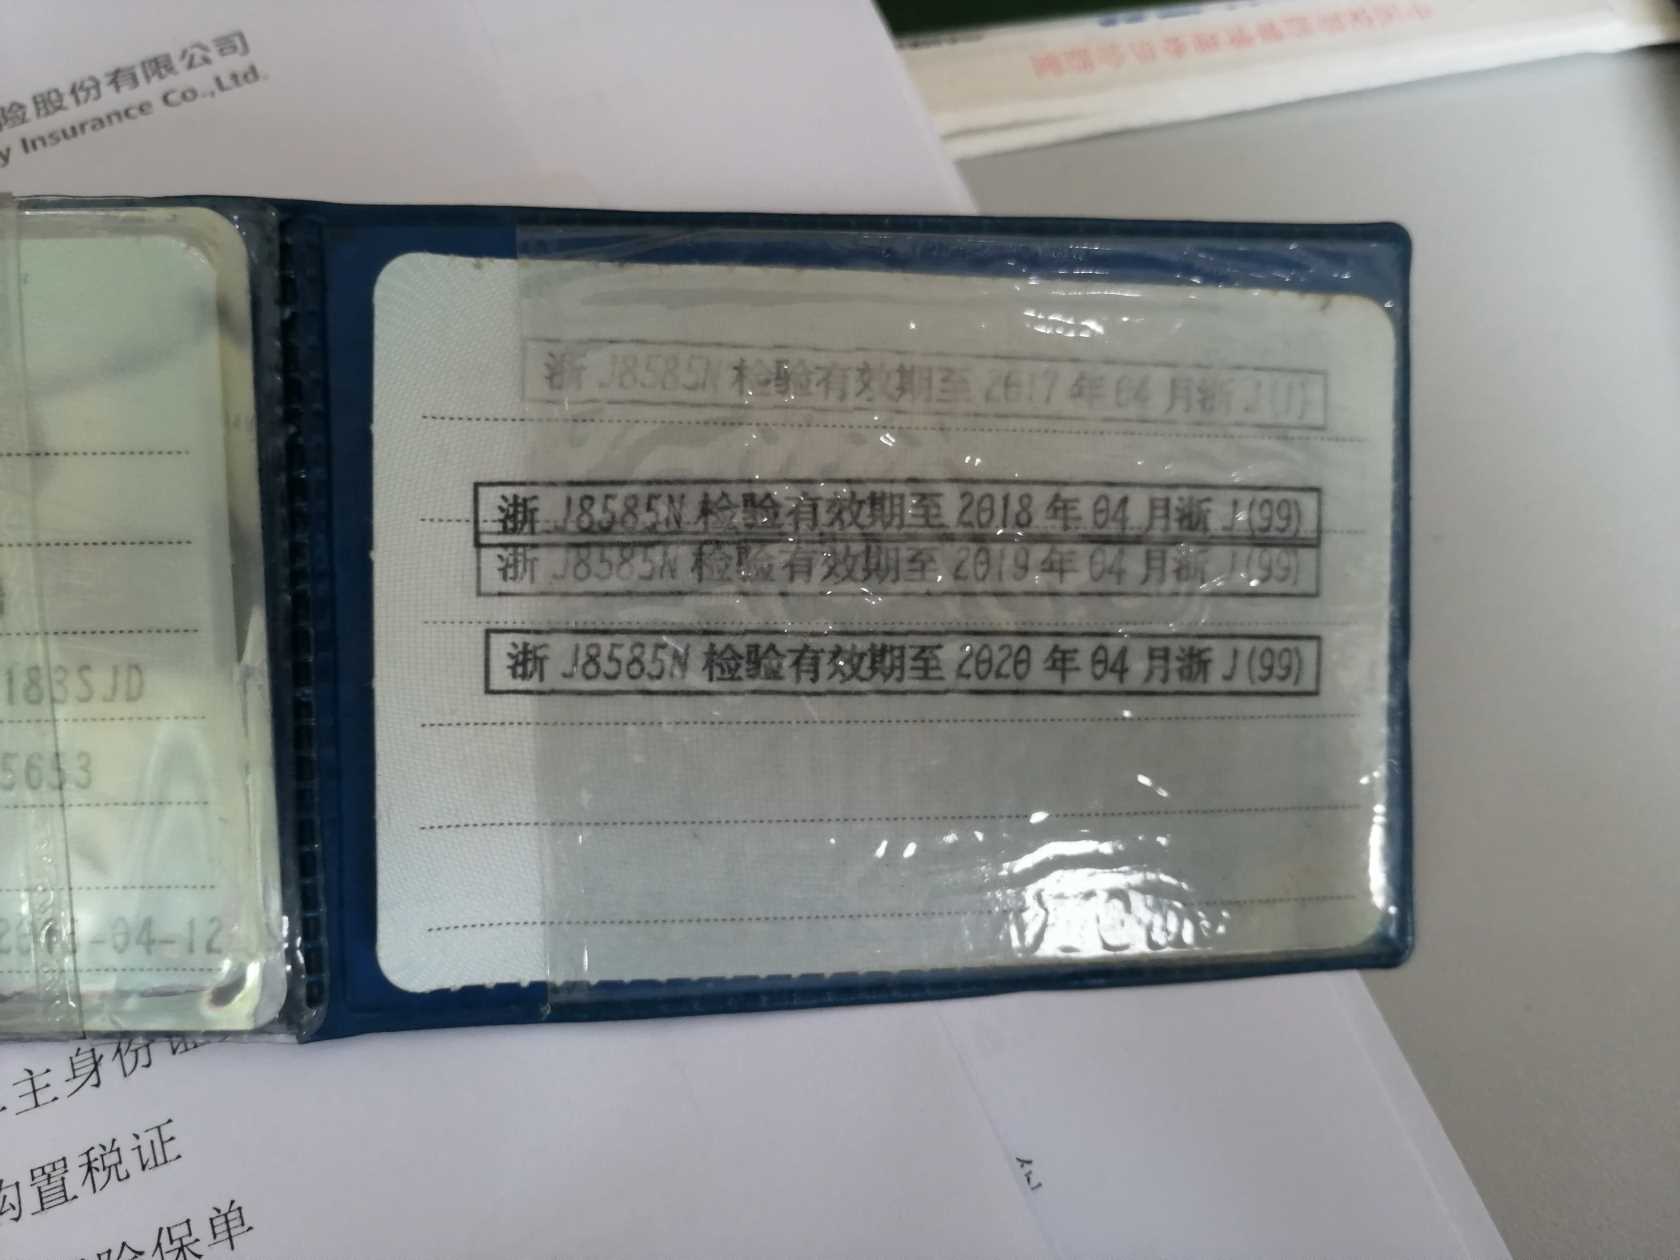 险股份有限公司
y Insurance Co.,Ltd.
浙 J8585N 检验有效期至 2017 年 04 月浙 J(1)
浙 J8585N 检验有效期至 2018 年 04 月浙 J(99)
浙 J8585N 检验有效期至 2019 年 04 月浙 J(99)
浙 J8585N 检验有效期至 2020 年 04 月浙 J(99)
183SJD
5653
-04-12
主身份证
购置税证
险保单